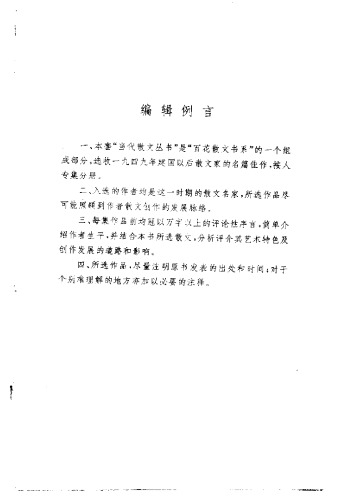 编辑例言
一、本套“当代散文丛书”是“百花散文书系”的一个组
成部分,选收一九四九年建国以后散文家的名篇佳作,按人
专集分册。
二、入选的作者均是这一时期的散文名家,所选作品尽
可能照顾到作者散文创作的发展脉络。
三、每集作品前均冠以万字以上的评论性序言,简单介
绍作者生平,并结合本书所选散文,分析评介其艺术特色及
创作发展的道路和影响。
四、所选作品,尽量注明原书发表的出处和时间;对于
个别难理解的地方亦加以必要的注释。